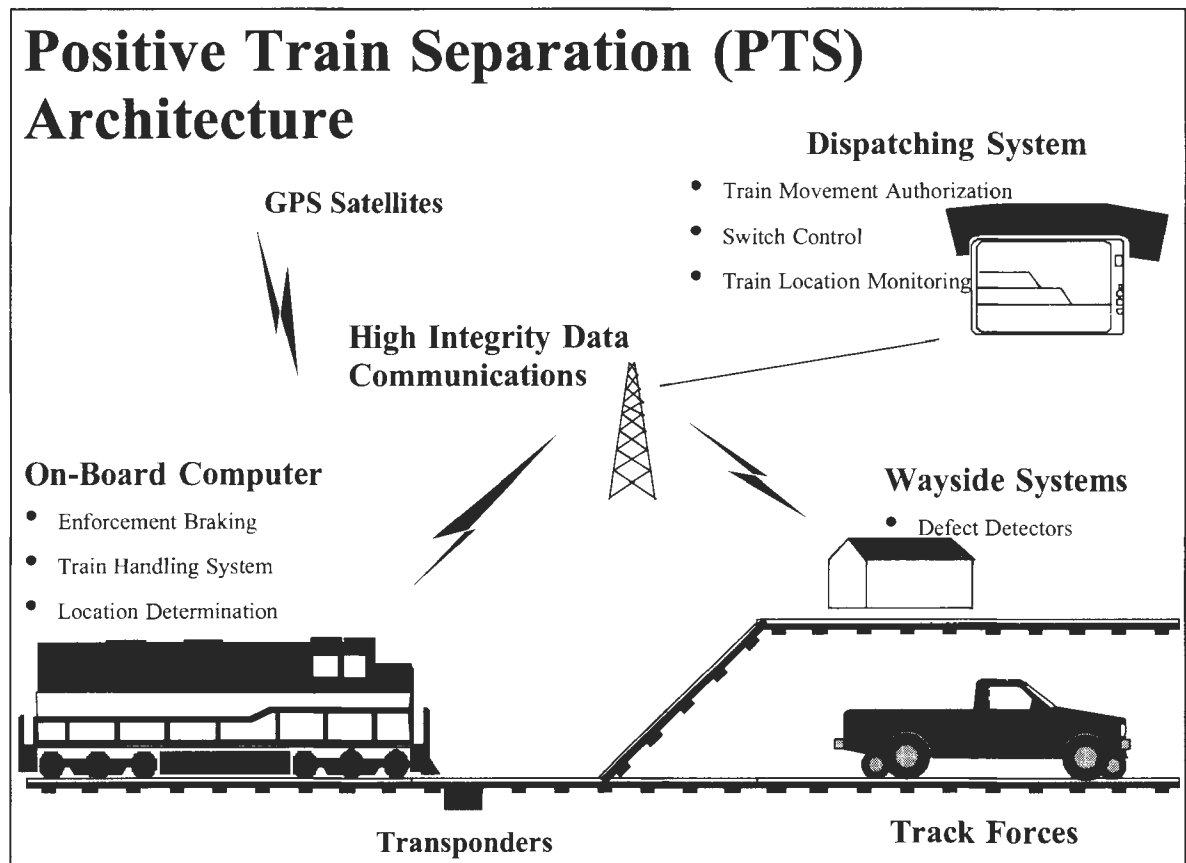 Positive Train Separation (PTS)
Architecture
Dispatching System
• Train Movement Authorization
• Switch Control
• Train Location Monitoring
GPS Satellites
High Integrity Data
Communications
On-Board Computer
• Enforcement Braking
• Train Handling System
• Location Determination
Wayside Systems
• Defect Detectors
Transponders
Track Forces